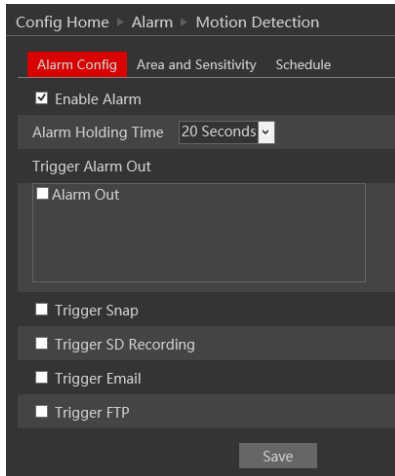 Config Home ▸ Alarm ▸ Motion Detection
Alarm Config Area and Sensitivity Schedule
Enable Alarm
Alarm Holding Time 20 Seconds
Trigger Alarm Out
Alarm Out
Trigger Snap
Trigger SD Recording
Trigger Email
Trigger FTP
Save